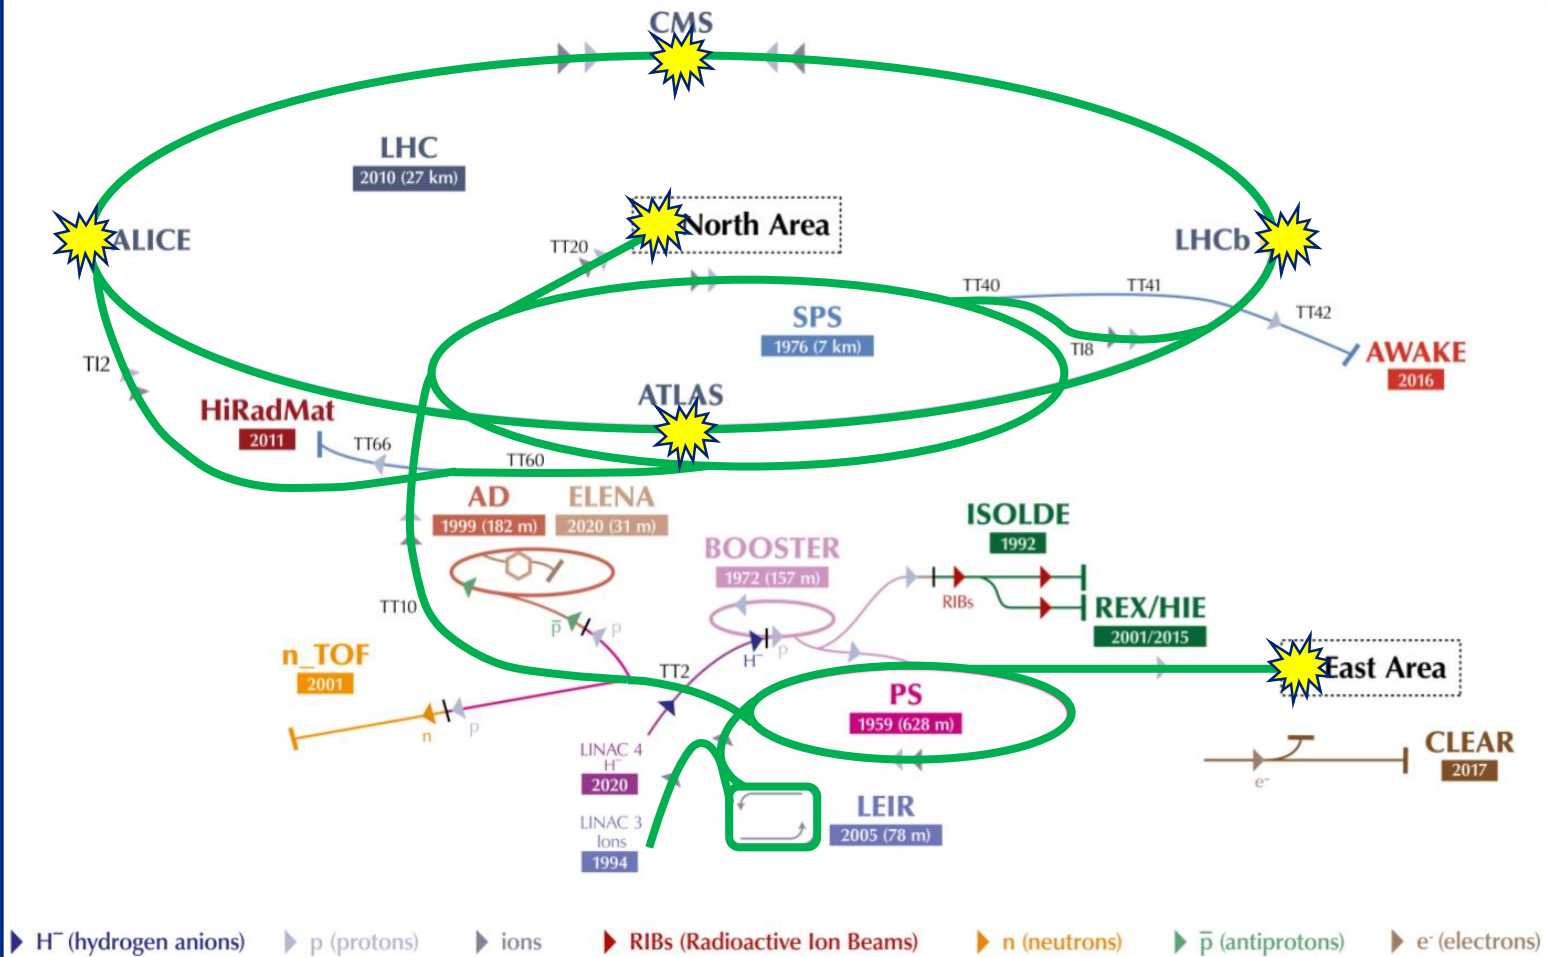 CMS
LHC
2010 (27 km)
North Area
TT20
ALICE
LHCb
TT40
TT41
TT42
SPS
1976 (7 km)
TI8
AWAKE
2016
TI2
ATLAS
HiRadMat
2011
TT66
TT60
AD
1999 (182 m)
ELENA
2020 (31 m)
ISOLDE
1992
BOOSTER
1972 (157 m)
RIBs
REX/HIE
2001/2015
TT10
p̅
p
H⁻
p
n_TOF
2001
TT2
East Area
PS
1959 (628 m)
n
p
LINAC 4
H⁻
2020
CLEAR
2017
e⁻
LEIR
2005 (78 m)
LINAC 3
Ions
1994
H⁻ (hydrogen anions) p (protons) ions RIBs (Radioactive Ion Beams) n (neutrons) p̅ (antiprotons) e⁻ (electrons)